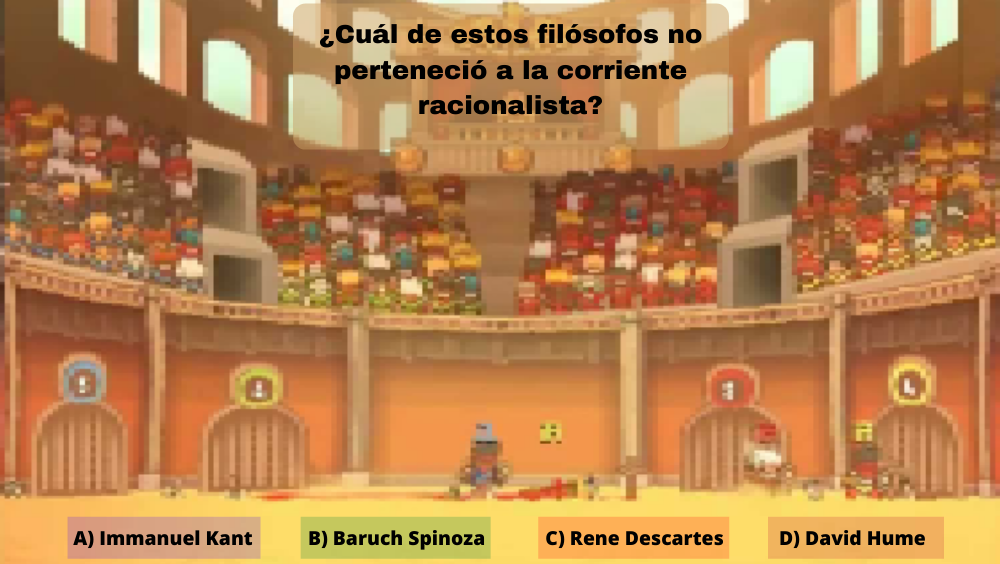 ¿Cuál de estos filósofos no
perteneció a la corriente
racionalista?
A) Immanuel Kant
B) Baruch Spinoza
C) Rene Descartes
D) David Hume